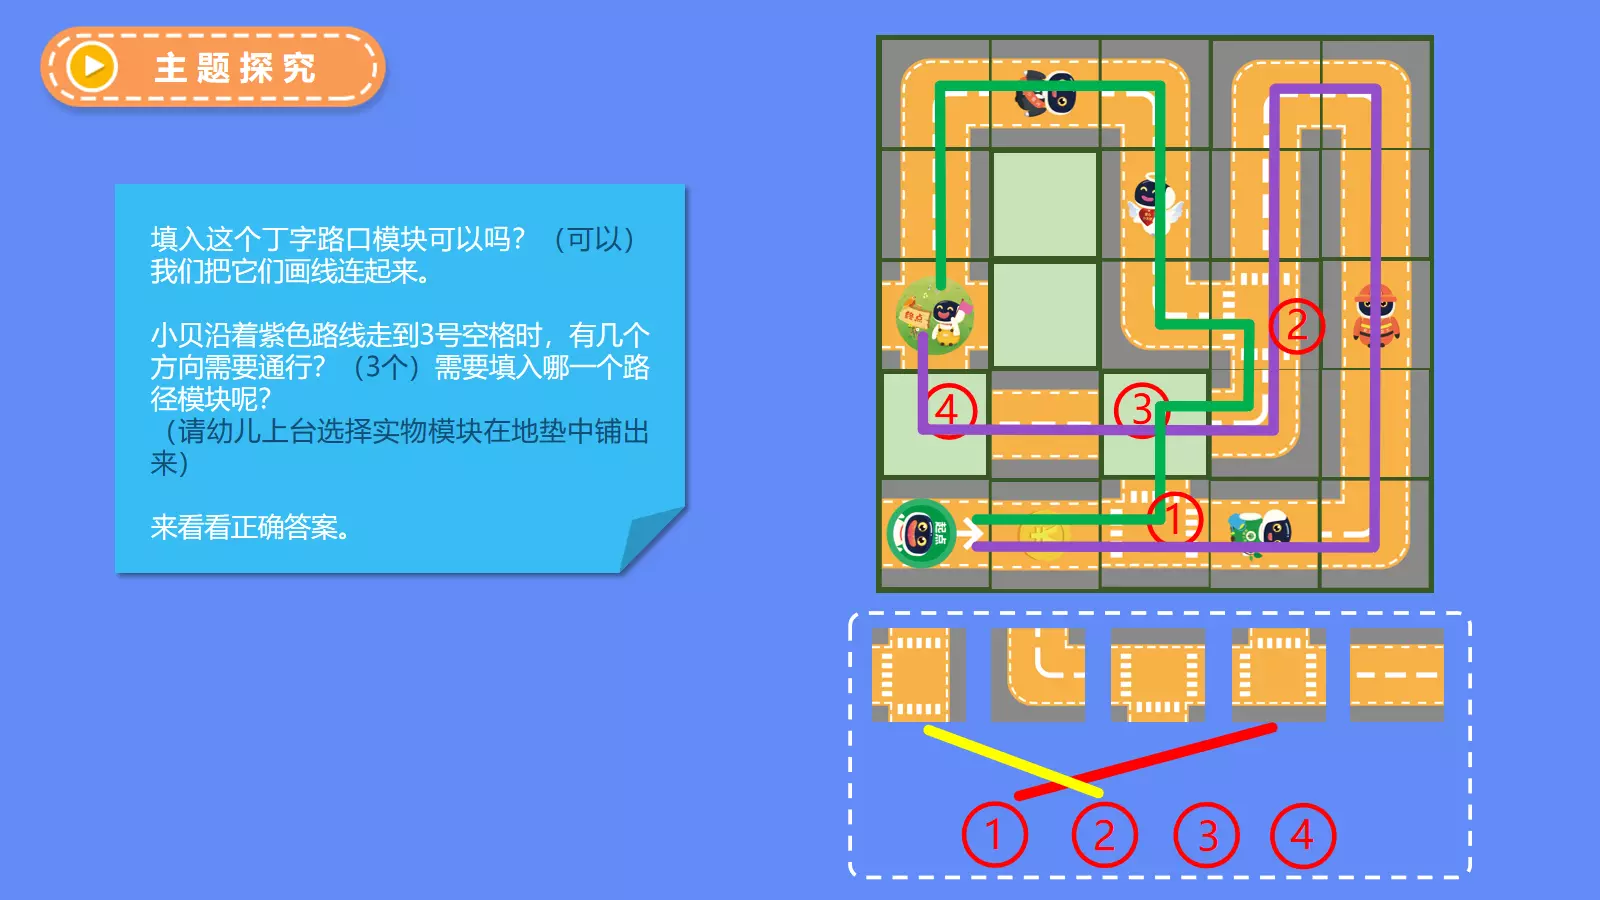 主题探究
填入这个丁字路口模块可以吗？（可以）
我们把它们画线连起来。
小贝沿着紫色路线走到3号空格时，有几个
方向需要通行？（3个）需要填入哪一个路
径模块呢？
（请幼儿上台选择实物模块在地垫中铺出
来）
来看看正确答案。
终点
②
④
③
起点
①
① ② ③ ④